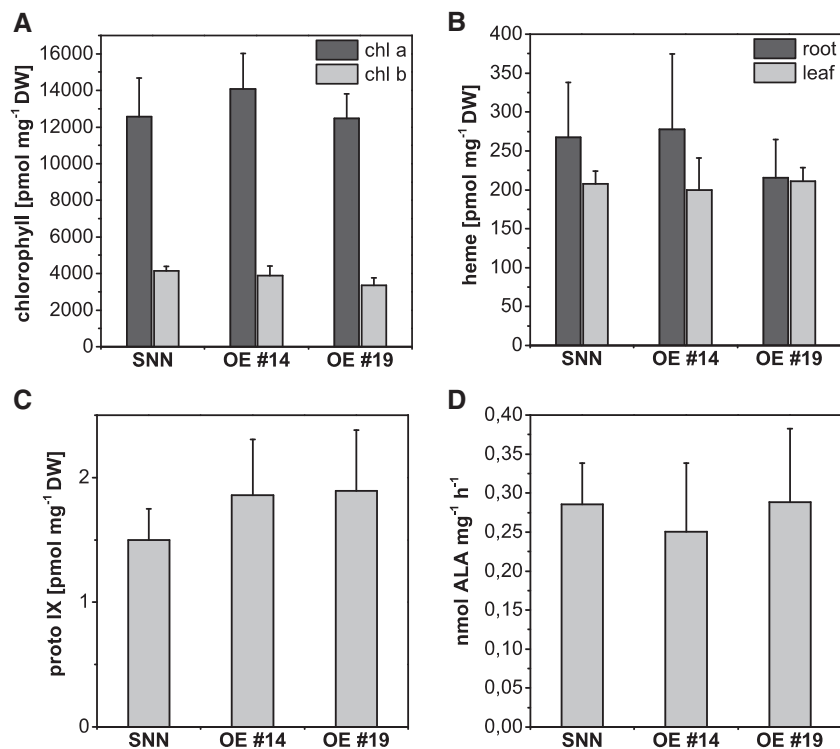 A
chlorophyll [pmol mg⁻¹ DW]
16000
14000
12000
10000
8000
6000
4000
2000
0
chl a
chl b
SNN OE #14 OE #19
B
heme [pmol mg⁻¹ DW]
400
350
300
250
200
150
100
50
0
root
leaf
SNN OE #14 OE #19
C
proto IX [pmol mg⁻¹ DW]
2
1
0
SNN OE #14 OE #19
D
nmol ALA mg⁻¹ h⁻¹
0,40
0,35
0,30
0,25
0,20
0,15
0,10
0,05
0,00
SNN OE #14 OE #19